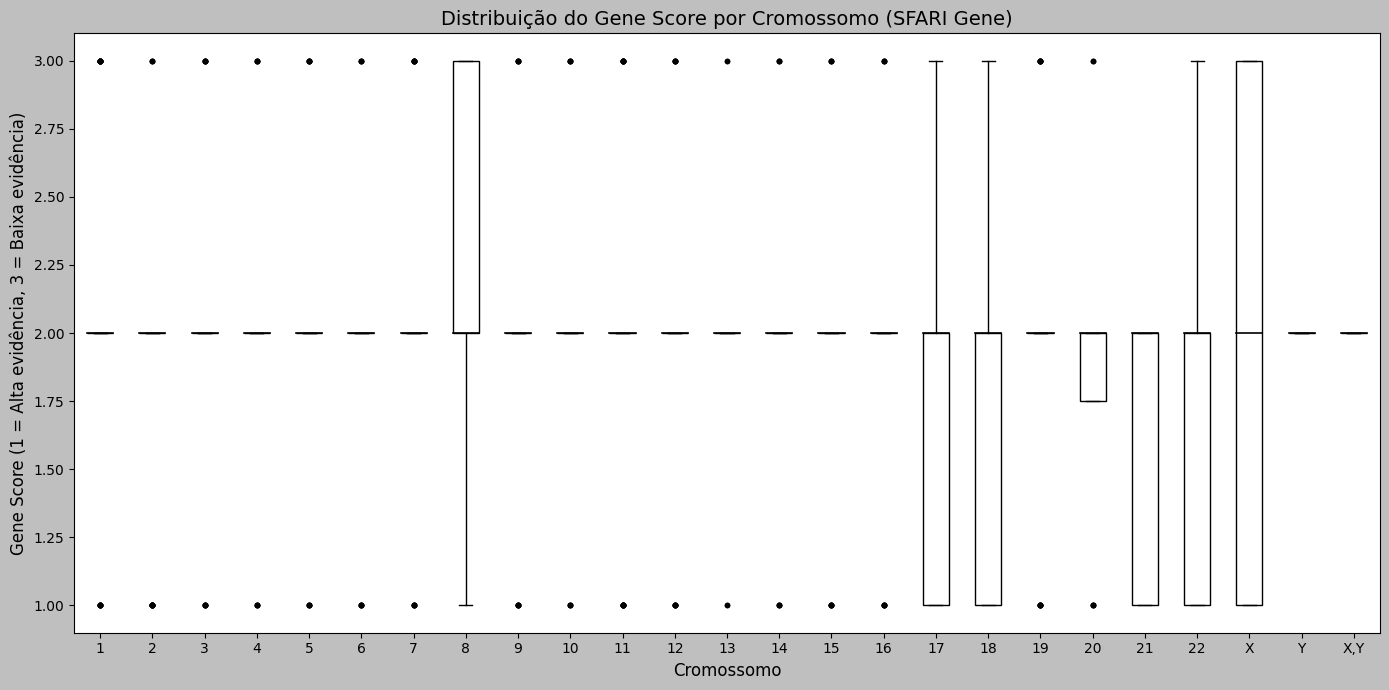 Distribuição do Gene Score por Cromossomo (SFARI Gene)
Gene Score (1 = Alta evidência, 3 = Baixa evidência)
3.00
2.75
2.50
2.25
2.00
1.75
1.50
1.25
1.00
1 2 3 4 5 6 7 8 9 10 11 12 13 14 15 16 17 18 19 20 21 22 X Y X,Y
Cromossomo